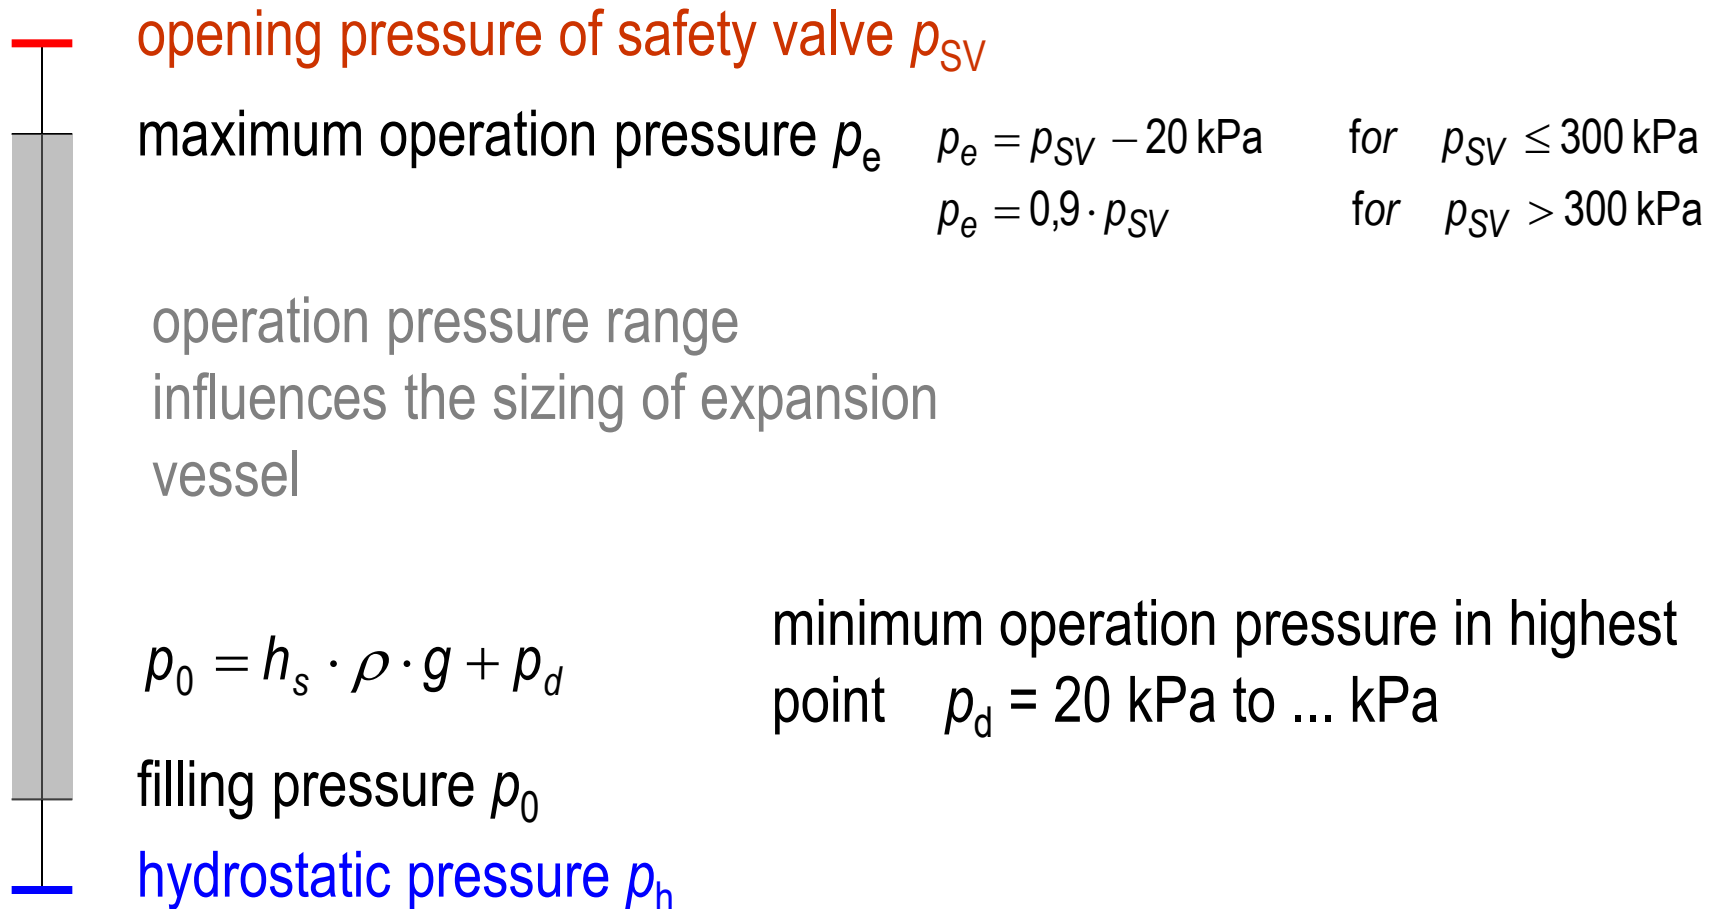 opening pressure of safety valve pSV
maximum operation pressure pe
pe = pSV − 20 kPa for pSV ≤ 300 kPa
pe = 0,9 · pSV for pSV > 300 kPa
operation pressure range
influences the sizing of expansion
vessel
p0 = hs · ρ · g + pd
minimum operation pressure in highest
point pd = 20 kPa to ... kPa
filling pressure p0
hydrostatic pressure ph